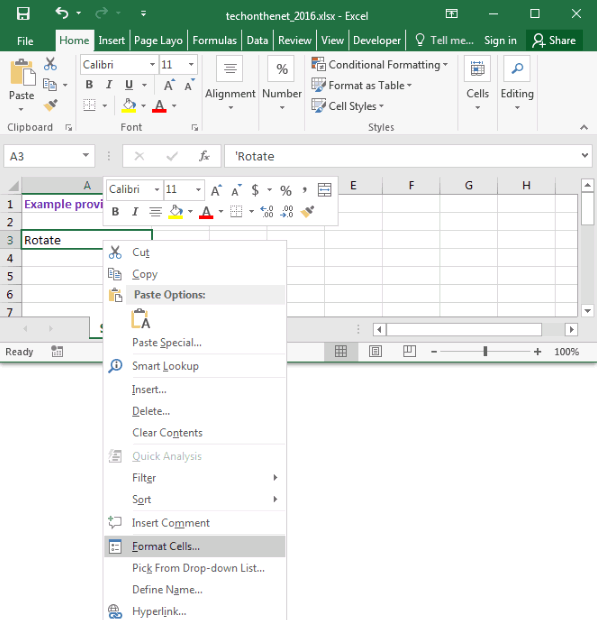 techonthenet_2016.xlsx - Excel
File Home Insert Page Layo Formulas Data Review View Developer Tell me... Sign in Share
Calibri 11
Conditional Formatting
B I U A A
% Format as Table
Paste Alignment Number Cells Editing
A Cell Styles
Clipboard Font Styles
A3 fx 'Rotate
Calibri 11 A A $ % , 
B I A .00 .0
A E F G H
1 Example provi
2
3 Rotate
4
5
6
7
Cut
Copy
Paste Options:
A
Paste Special...
Ready 100%
Smart Lookup
Insert...
Delete...
Clear Contents
Quick Analysis
Filter
Sort
Insert Comment
Format Cells...
Pick From Drop-down List...
Define Name...
Hyperlink...